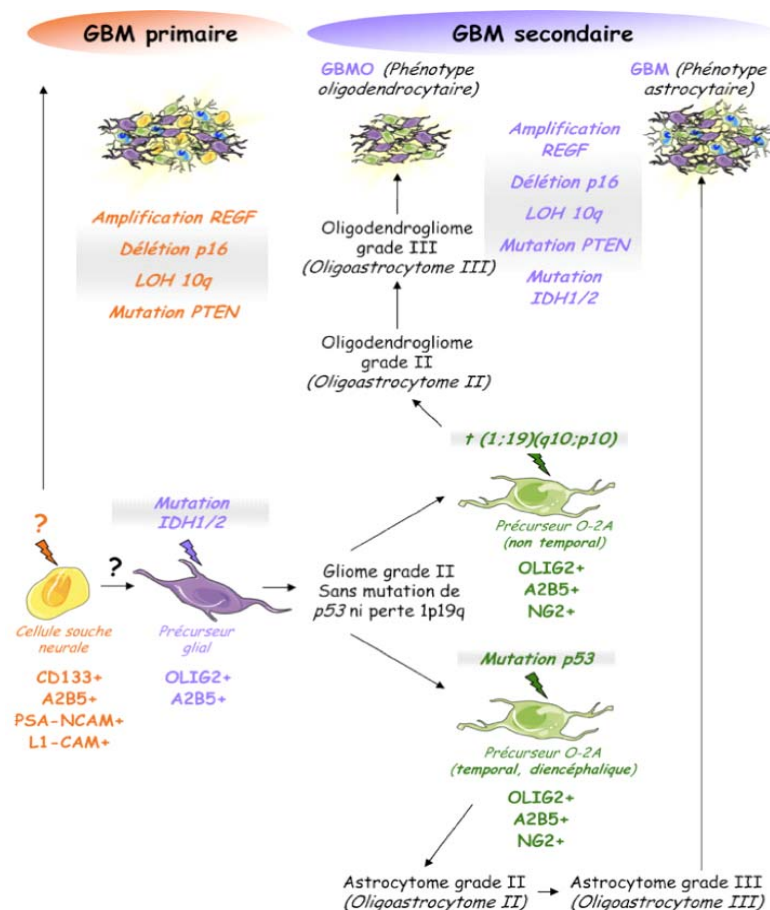 GBM primaire
GBM secondaire
GBMO (Phénotype
oligodendrocytaire)
GBM (Phénotype
astrocytaire)
Amplification REGF
Délétion p16
LOH 10q
Mutation PTEN
Amplification
REGF
Délétion p16
LOH 10q
Mutation PTEN
Mutation
IDH1/2
Oligodendrogliome
grade III
(Oligoastrocytome III)
Oligodendrogliome
grade II
(Oligoastrocytome II)
t (1;19)(q10;p10)
Précurseur O-2A
(non temporal)
OLIG2+
A2B5+
NG2+
?
Cellule souche
neurale
CD133+
A2B5+
PSA-NCAM+
L1-CAM+
?
Mutation
IDH1/2
Précurseur
glial
OLIG2+
A2B5+
Gliome grade II
Sans mutation de
p53 ni perte 1p19q
Mutation p53
Précurseur O-2A
(temporal, diencéphalique)
OLIG2+
A2B5+
NG2+
Astrocytome grade II
(Oligoastocytome II)
Astrocytome grade III
(Oligoastrocytome III)